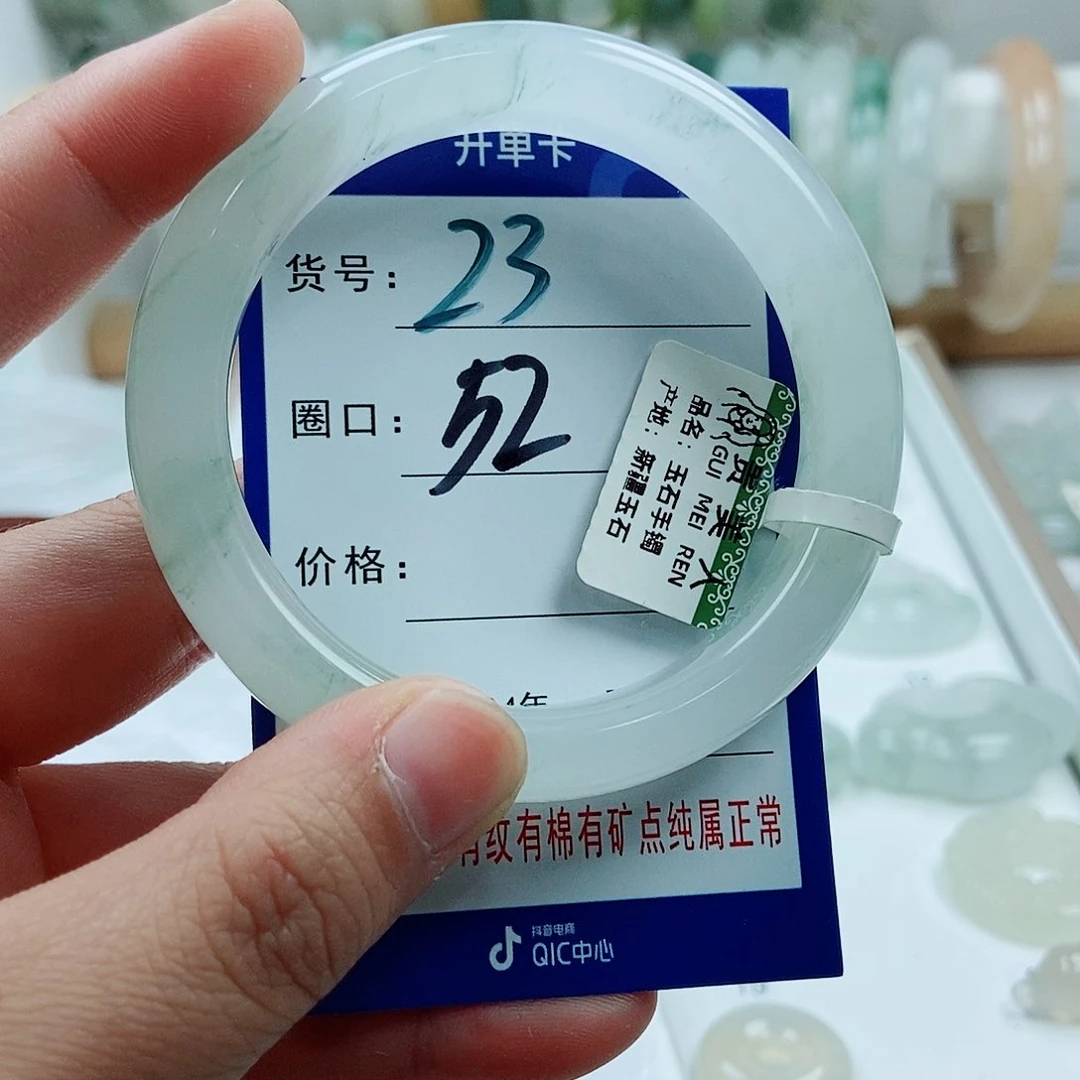 开单卡
货号： 23
圈口： 52
价格：
贵美人
GUI MEI REN
品名：玉石手镯
产地：新疆玉石
年
有纹有棉有矿点纯属正常
抖音电商
QIC中心